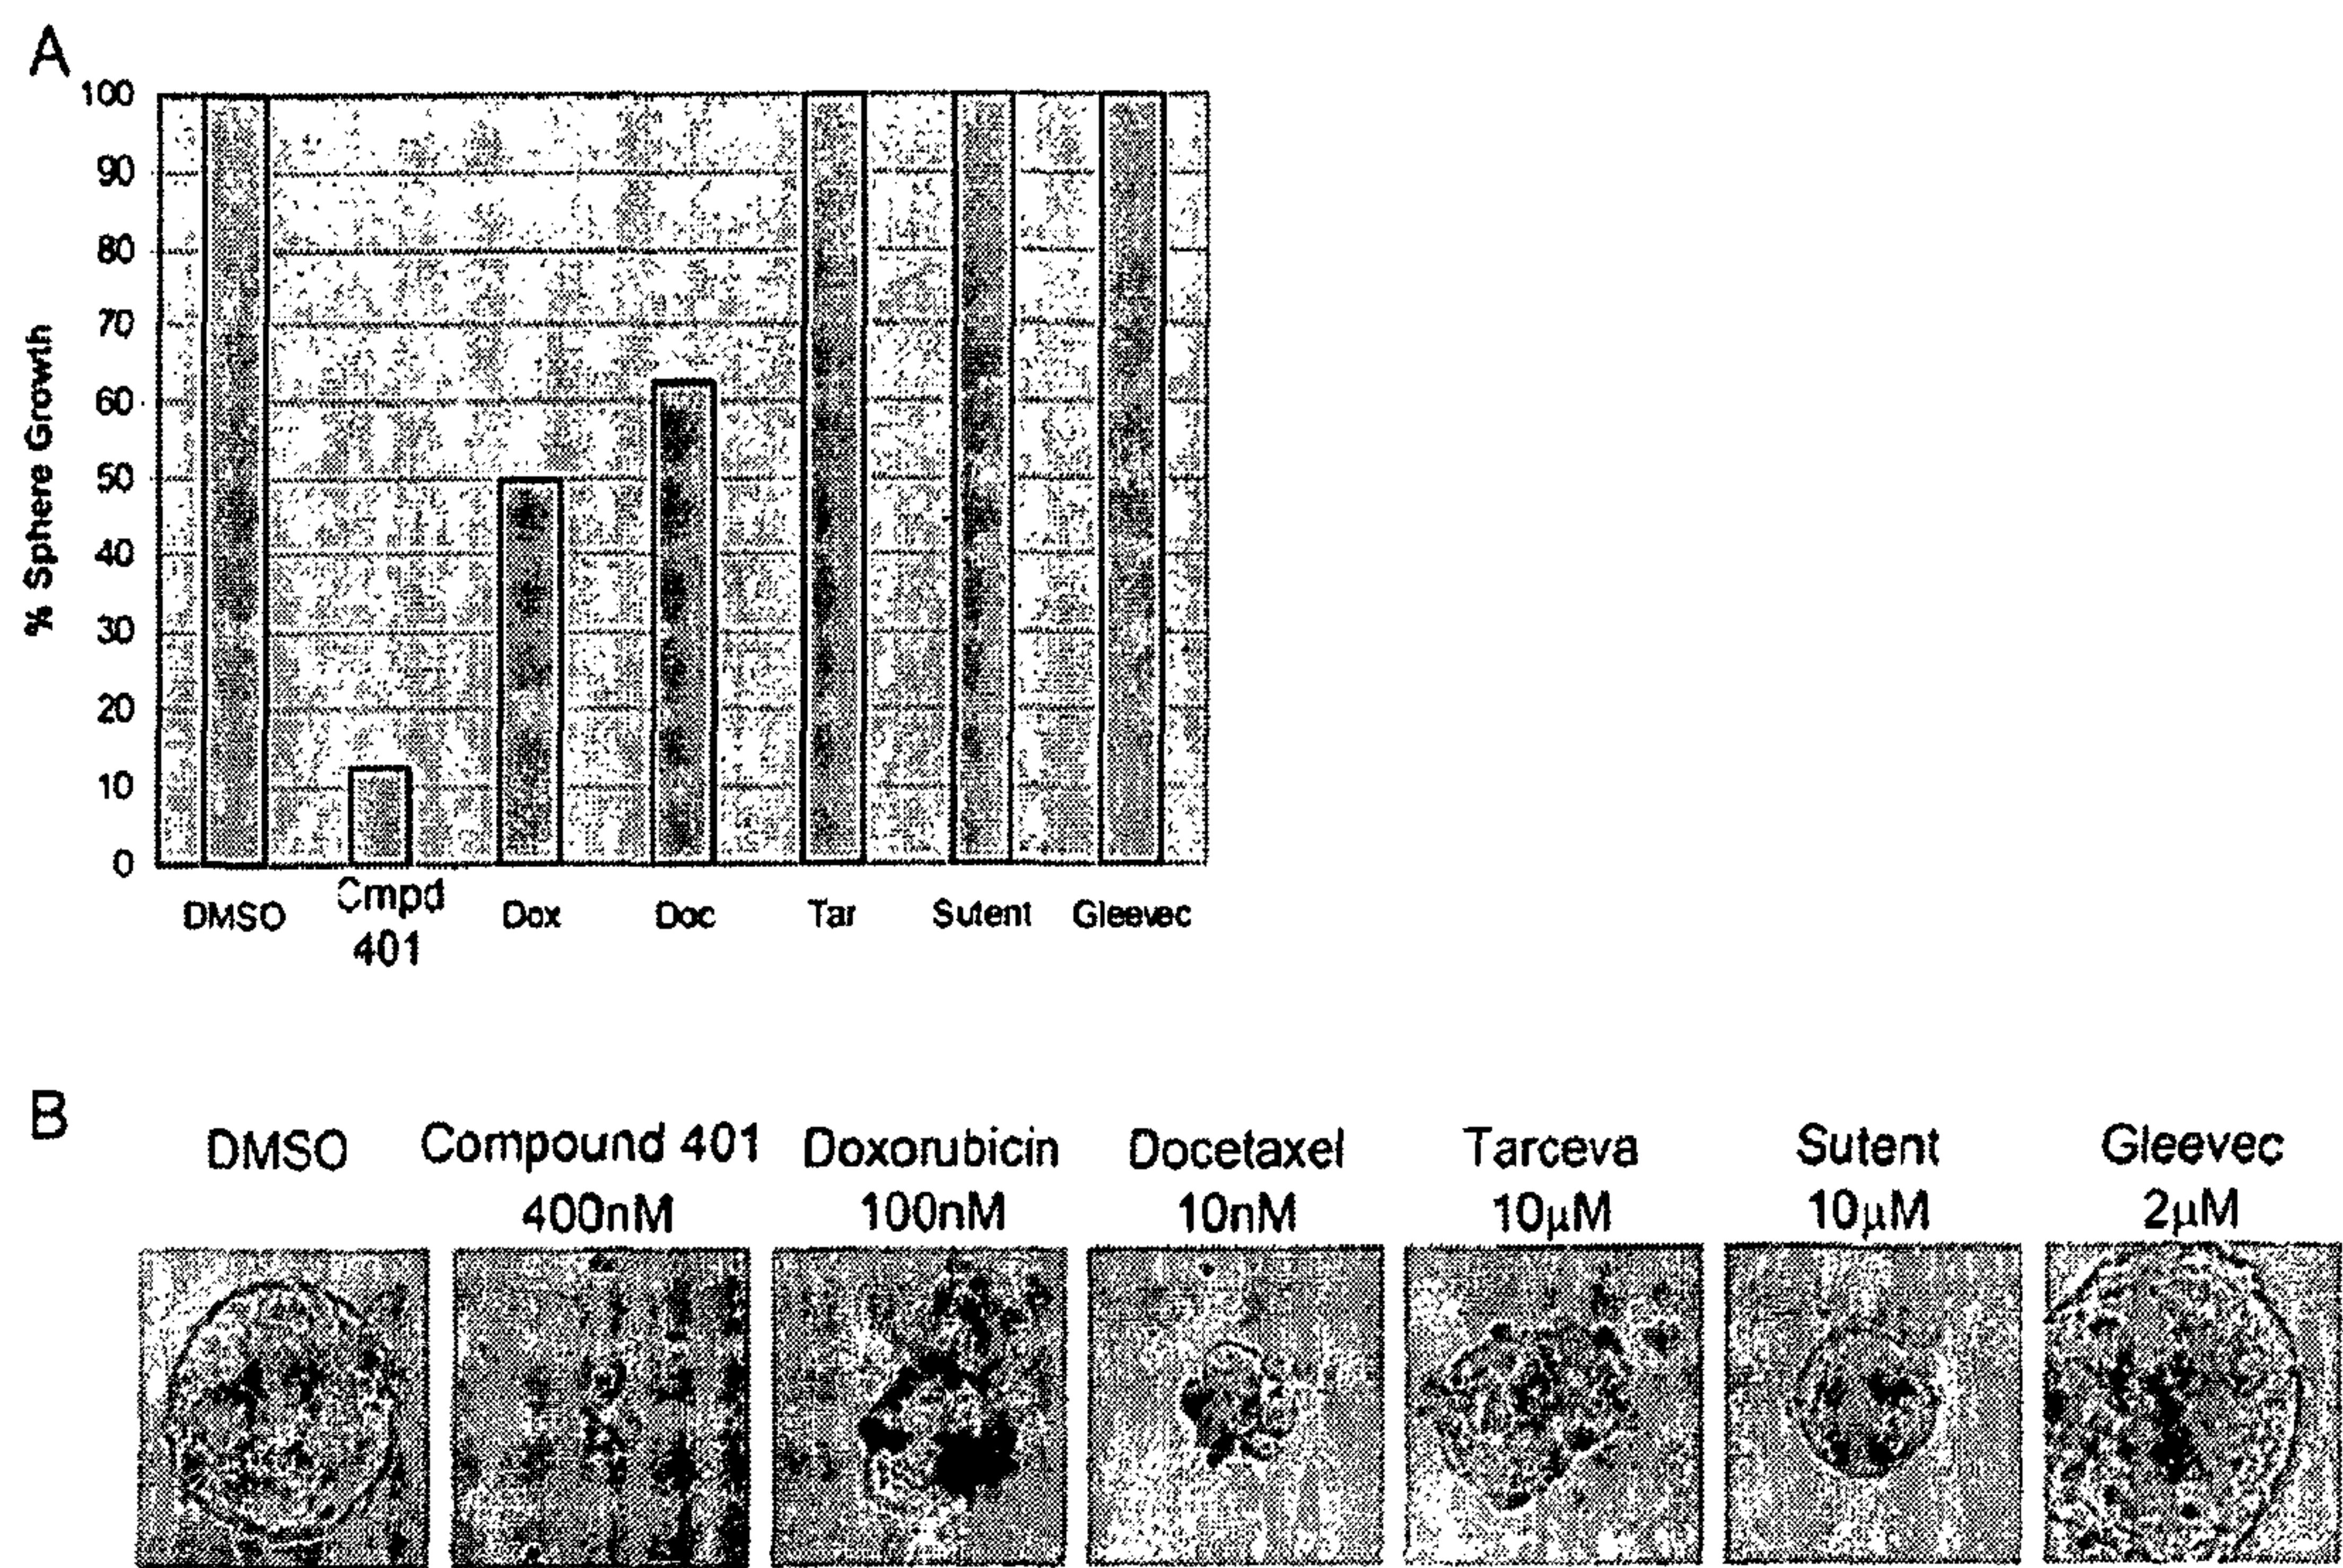 A
100
90
80
70
60
50
40
30
20
10
0
% Sphere Growth
DMSO
Cmpd
401
Dox
Doc
Tar
Sutent
Gleevec
B
DMSO
Compound 401
400nM
Doxorubicin
100nM
Docetaxel
10nM
Tarceva
10μM
Sutent
10μM
Gleevec
2μM